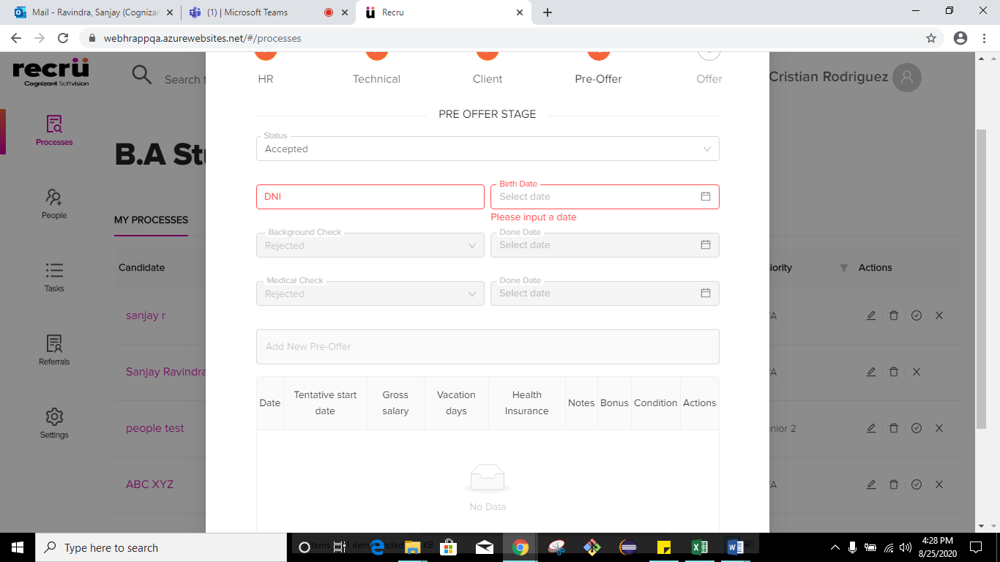 Mail - Ravindra, Sanjay (Cognizan
(1) | Microsoft Teams
Recru
webhrappqa.azurewebsites.net/#/processes
recrü
Cognizant Softvision
Search f
HR
Technical
Client
Pre-Offer
Offer
Cristian Rodriguez
PRE OFFER STAGE
Processes
People
Tasks
Referrals
Settings
B.A Stu
MY PROCESSES
Status
Accepted
DNI
Birth Date
Select date
Please input a date
Background Check
Rejected
Done Date
Select date
Medical Check
Rejected
Done Date
Select date
Add New Pre-Offer
Date
Tentative start date
Gross salary
Vacation days
Health Insurance
Notes
Bonus
Condition
Actions
No Data
Candidate
iority
Actions
sanjay r
/A
Sanjay Ravindra
/A
people test
nior 2
ABC XYZ
/A
Type here to search
KB
4:28 PM
8/25/2020